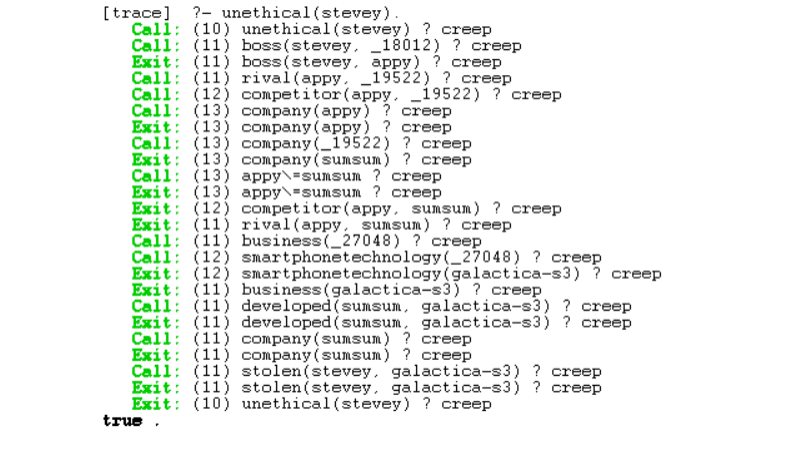 [trace]  ?- unethical(stevey).
Call: (10) unethical(stevey) ? creep
Call: (11) boss(stevey, _18012) ? creep
Exit: (11) boss(stevey, appy) ? creep
Call: (11) rival(appy, _19522) ? creep
Call: (12) competitor(appy, _19522) ? creep
Call: (13) company(appy) ? creep
Exit: (13) company(appy) ? creep
Call: (13) company(_19522) ? creep
Exit: (13) company(sumsum) ? creep
Call: (13) appy\=sumsum ? creep
Exit: (13) appy\=sumsum ? creep
Exit: (12) competitor(appy, sumsum) ? creep
Exit: (11) rival(appy, sumsum) ? creep
Call: (11) business(_27048) ? creep
Call: (12) smartphonetechnology(_27048) ? creep
Exit: (12) smartphonetechnology(galactica-s3) ? creep
Exit: (11) business(galactica-s3) ? creep
Call: (11) developed(sumsum, galactica-s3) ? creep
Exit: (11) developed(sumsum, galactica-s3) ? creep
Call: (11) company(sumsum) ? creep
Exit: (11) company(sumsum) ? creep
Call: (11) stolen(stevey, galactica-s3) ? creep
Exit: (11) stolen(stevey, galactica-s3) ? creep
Exit: (10) unethical(stevey) ? creep
true .